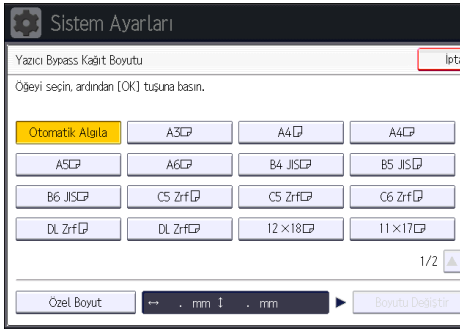 Sistem Ayarları
Yazıcı Bypass Kağıt Boyutu
İpta
Öğeyi seçin, ardından [OK] tuşuna basın.
Otomatik Algıla A3 A4 A4
A5 A6 B4 JIS B5 JIS
B6 JIS C5 Zrf C5 Zrf C6 Zrf
DL Zrf DL Zrf 12×18 11×17
1/2
Özel Boyut ↔ . mm ↕ . mm ► Boyutu Değiştir